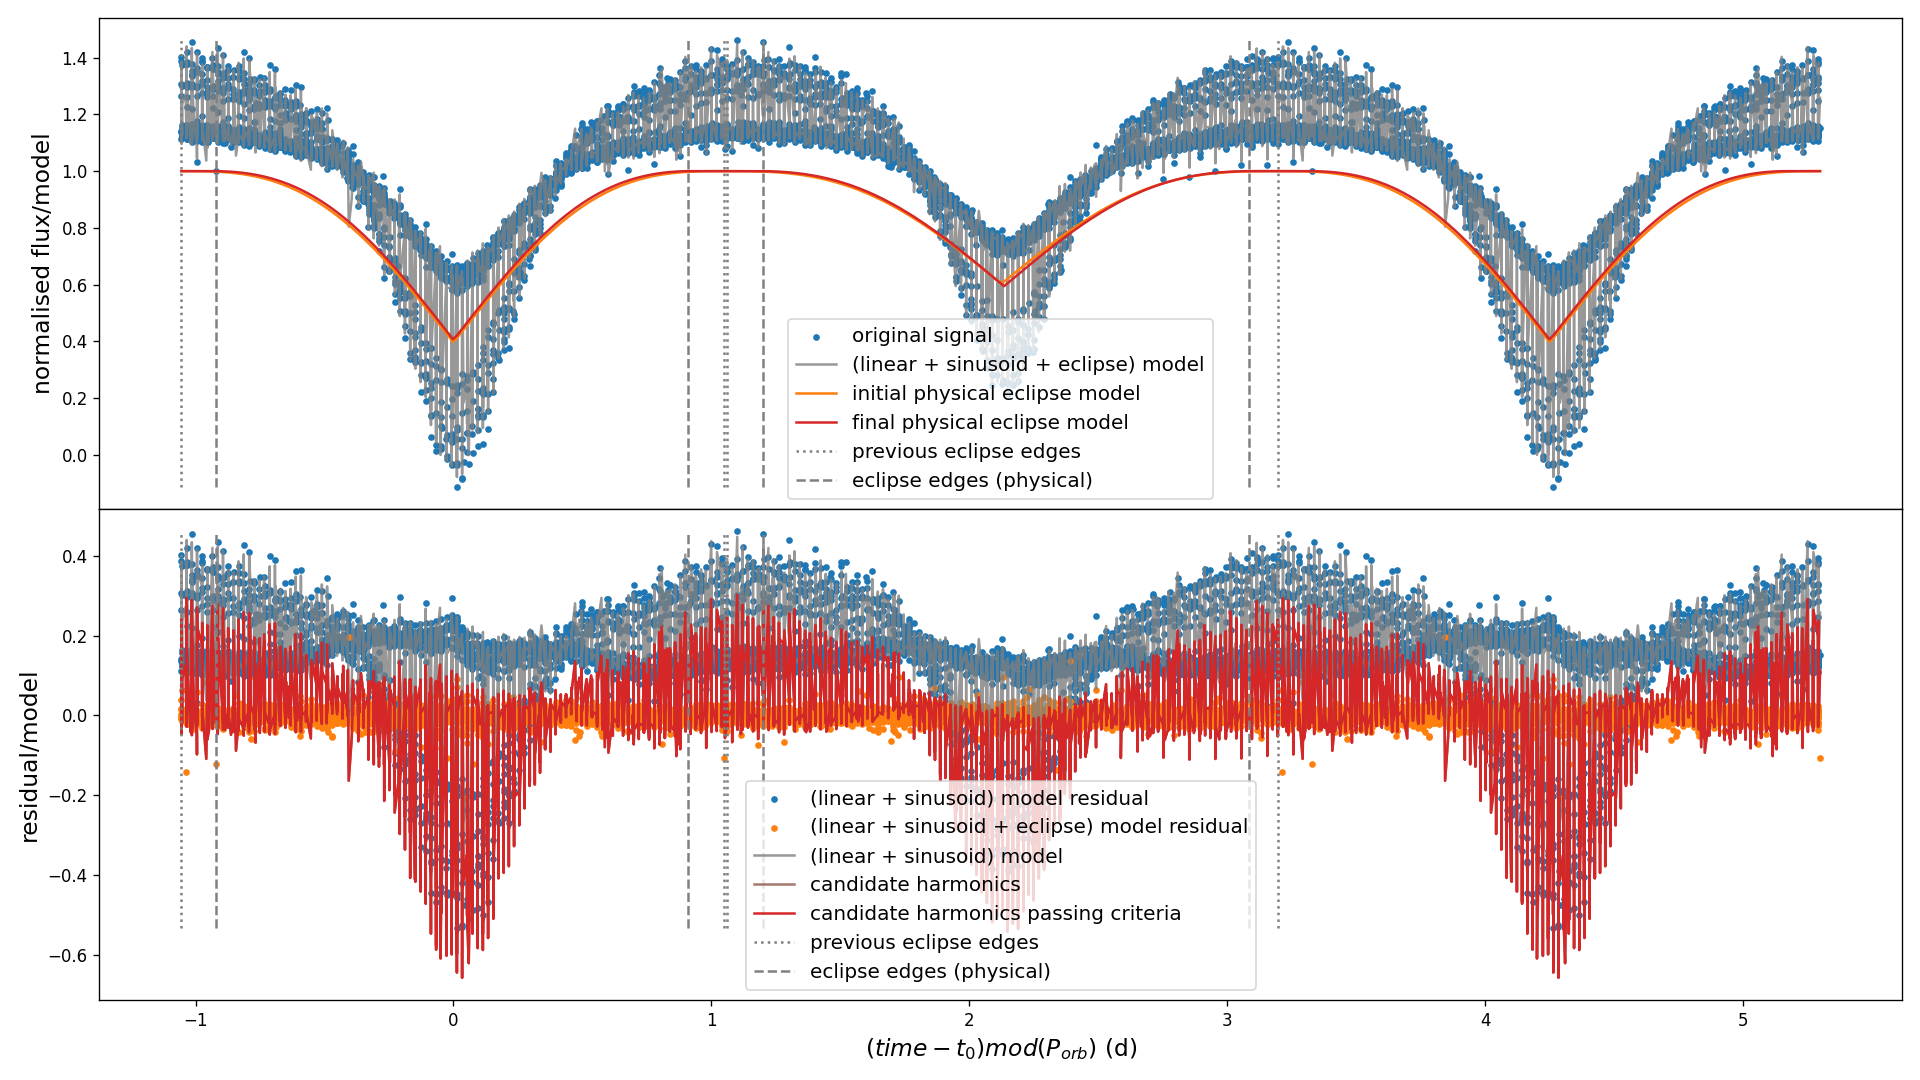 normalised flux/model
1.4
1.2
1.0
0.8
0.6
0.4
0.2
0.0
original signal
(linear + sinusoid + eclipse) model
initial physical eclipse model
final physical eclipse model
previous eclipse edges
eclipse edges (physical)
residual/model
0.4
0.2
0.0
−0.2
−0.4
−0.6
(linear + sinusoid) model residual
(linear + sinusoid + eclipse) model residual
(linear + sinusoid) model
candidate harmonics
candidate harmonics passing criteria
previous eclipse edges
eclipse edges (physical)
−1 0 1 2 3 4 5
(time − t₀)mod(P_orb) (d)